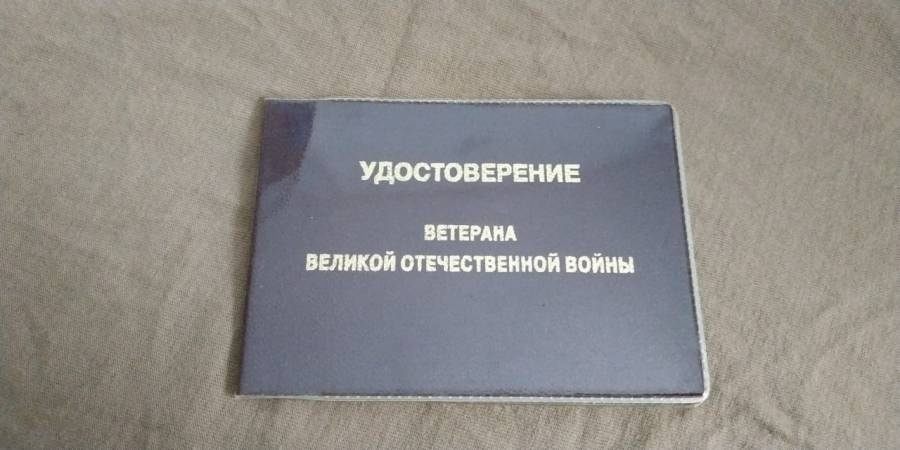 УДОСТОВЕРЕНИЕ
ВЕТЕРАНА
ВЕЛИКОЙ ОТЕЧЕСТВЕННОЙ ВОЙНЫ